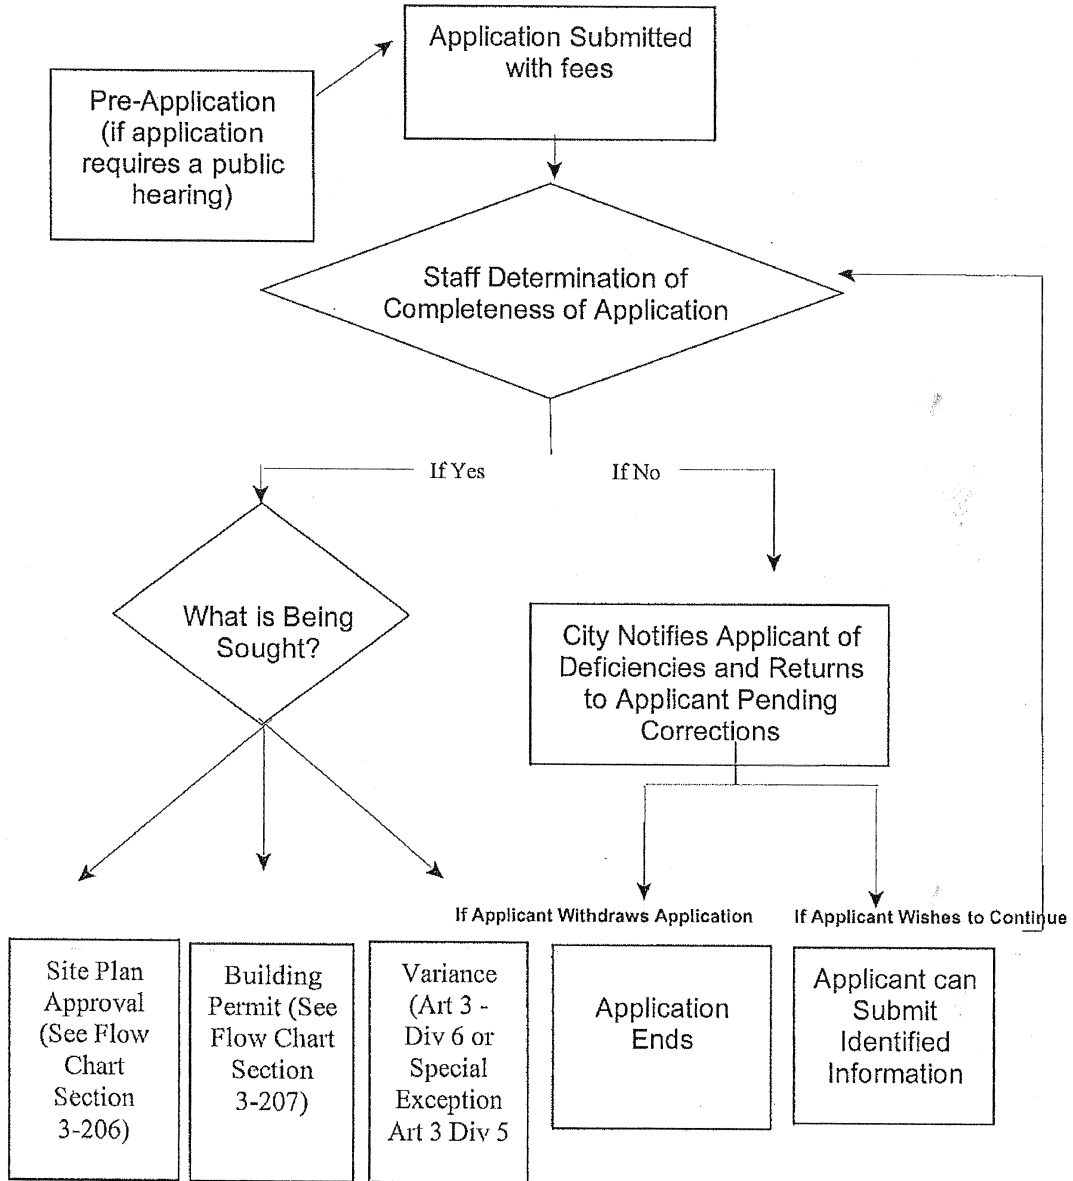 Application Submitted
with fees
Pre-Application
(if application
requires a public
hearing)
Staff Determination of
Completeness of Application
If Yes
If No
What is Being
Sought?
City Notifies Applicant of
Deficiencies and Returns
to Applicant Pending
Corrections
If Applicant Withdraws Application
If Applicant Wishes to Continue
Site Plan
Approval
(See Flow
Chart
Section
3-206)
Building
Permit (See
Flow Chart
Section
3-207)
Variance
(Art 3 -
Div 6 or
Special
Exception
Art 3 Div 5
Application
Ends
Applicant can
Submit
Identified
Information